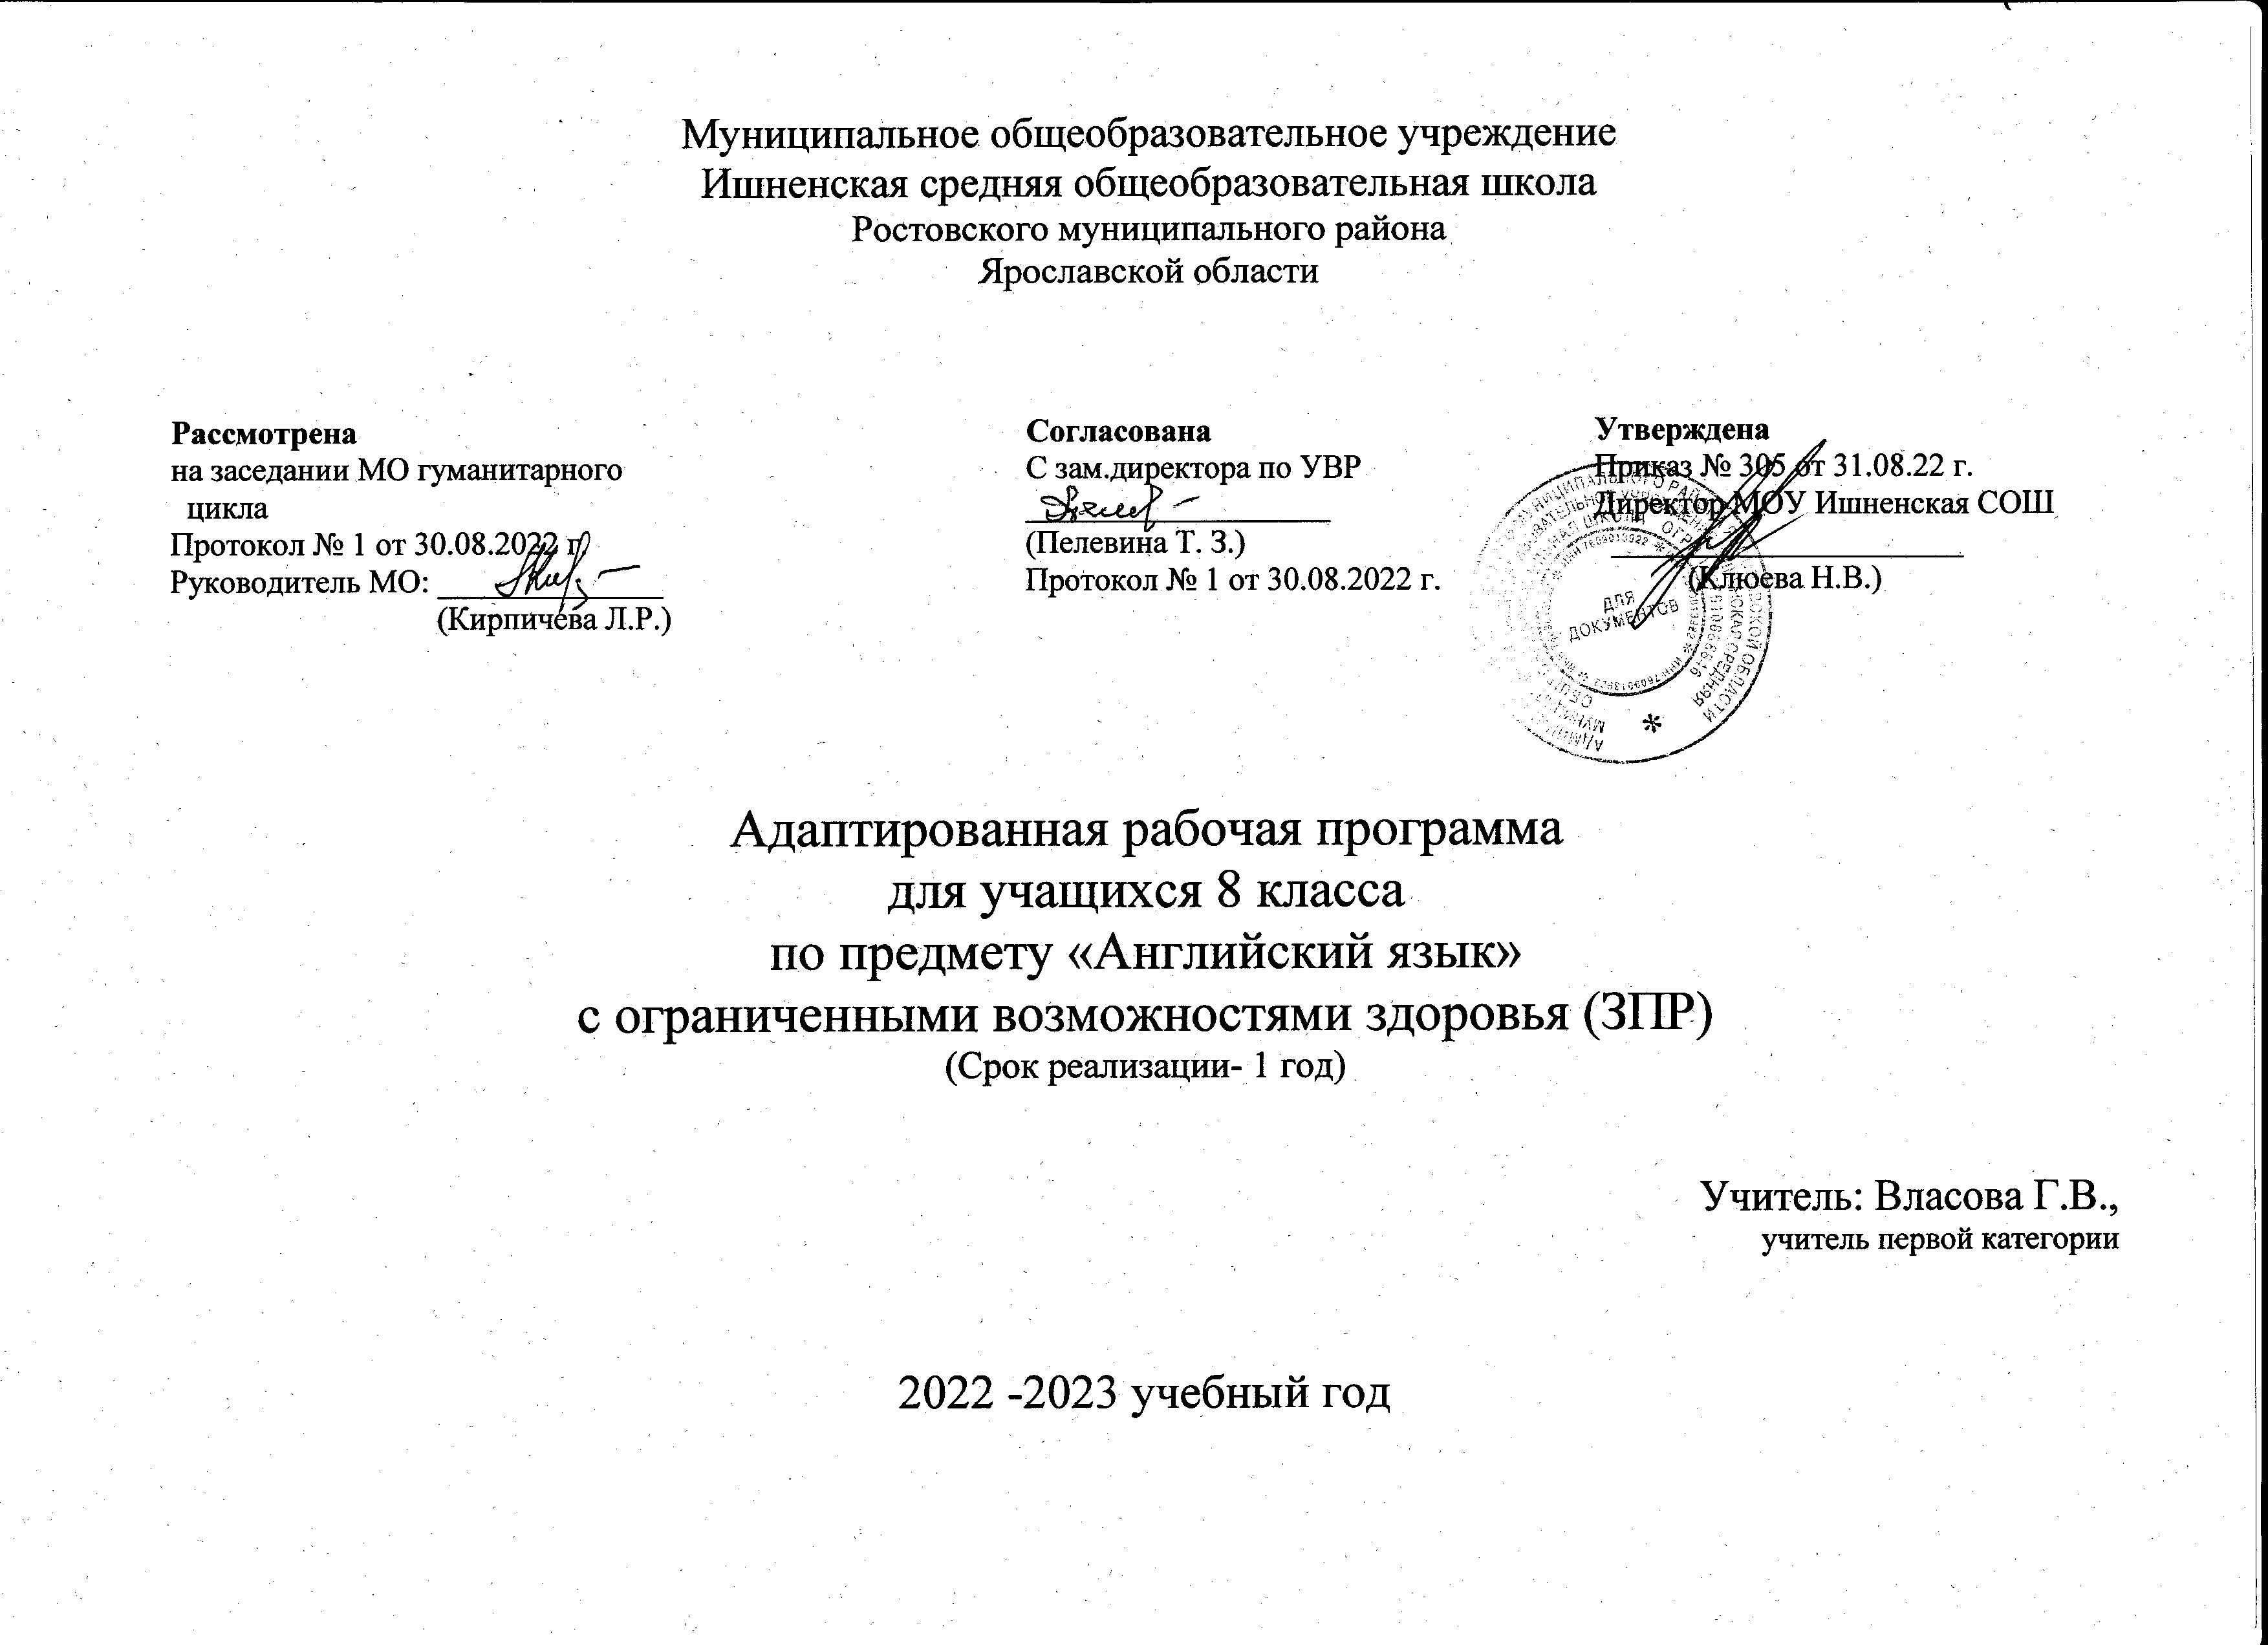 Муниципальное общеобразовательное учреждение
Ишненская средняя общеобразовательная школа
Ростовского муниципального района
Ярославской области
Рассмотрена
на заседании МО гуманитарного
цикла
Протокол № 1 от 30.08.2022 г.
Руководитель МО:
(Кирпичёва Л.Р.)
Согласована
С зам.директора по УВР
(Пелевина Т. З.)
Протокол № 1 от 30.08.2022 г.
Утверждена
Приказ № 305 от 31.08.22 г.
Директор МОУ Ишненская СОШ
(Клюева Н.В.)
ДЛЯ
ДОКУМЕНТОВ
Адаптированная рабочая программа
для учащихся 8 класса
по предмету «Английский язык»
с ограниченными возможностями здоровья (ЗПР)
(Срок реализации- 1 год)
Учитель: Власова Г.В.,
учитель первой категории
2022 -2023 учебный год